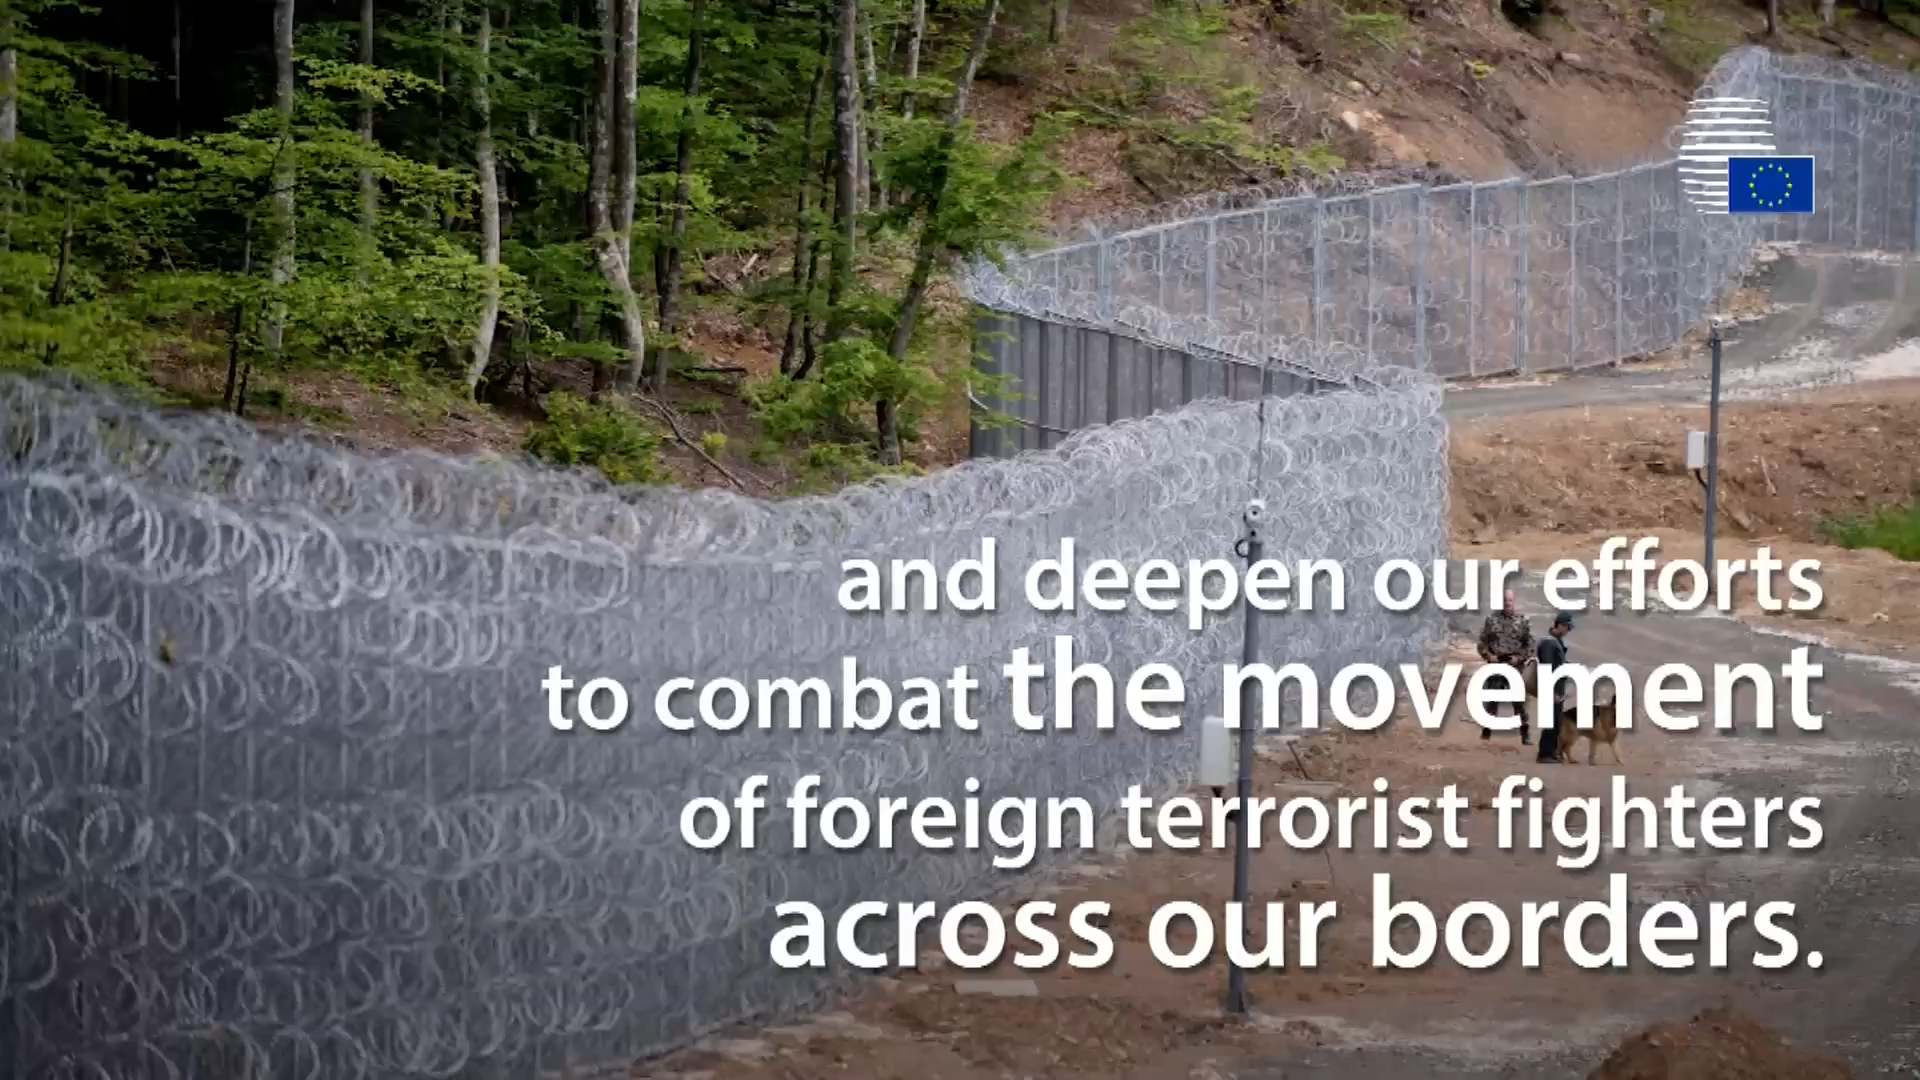 and deepen our efforts
to combat the movement
of foreign terrorist fighters
across our borders.